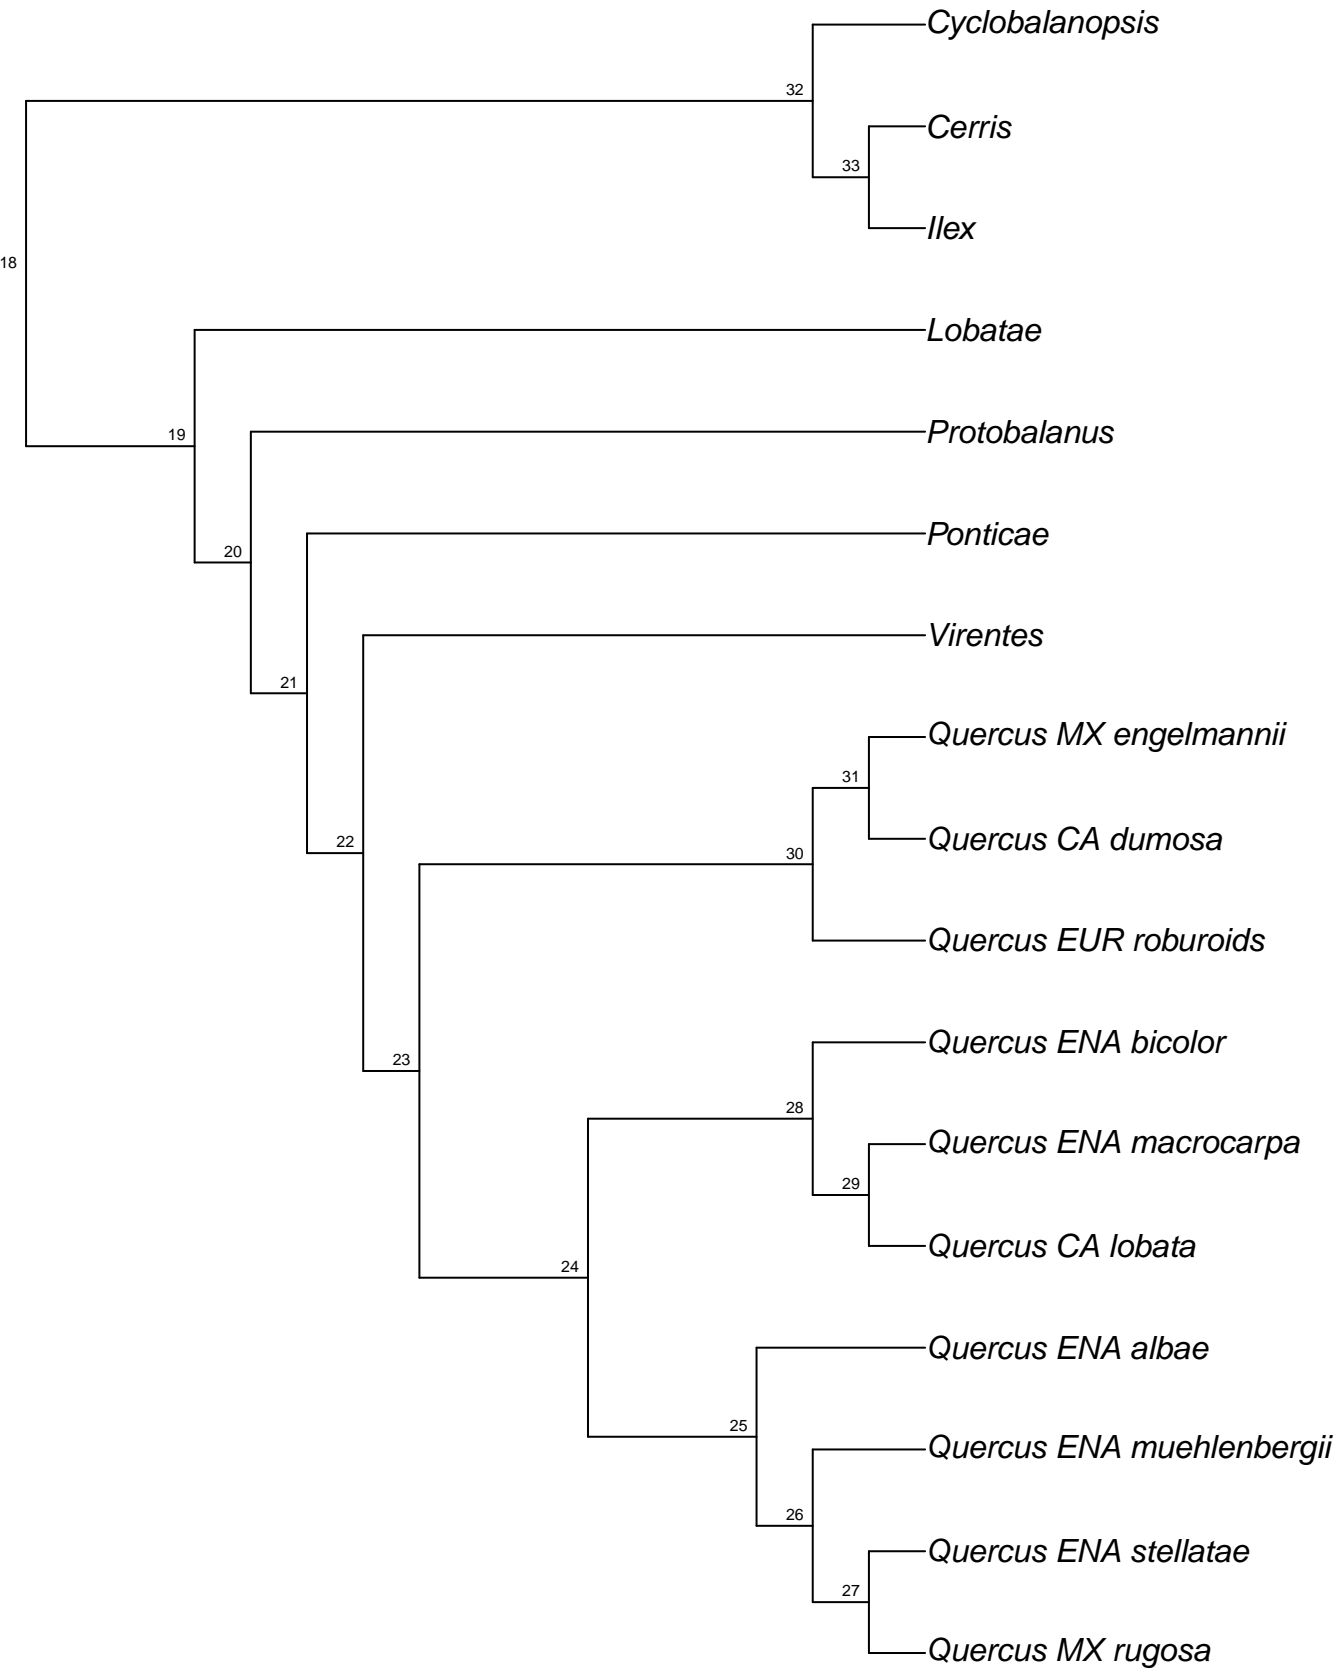 Cyclobalanopsis
32
Cerris
33
Ilex
18
Lobatae
Protobalanus
19
Ponticae
20
Virentes
21
Quercus MX engelmannii
31
Quercus CA dumosa
22
30
Quercus EUR roburoids
Quercus ENA bicolor
23
28
Quercus ENA macrocarpa
29
Quercus CA lobata
24
Quercus ENA albae
25
Quercus ENA muehlenbergii
26
Quercus ENA stellatae
27
Quercus MX rugosa